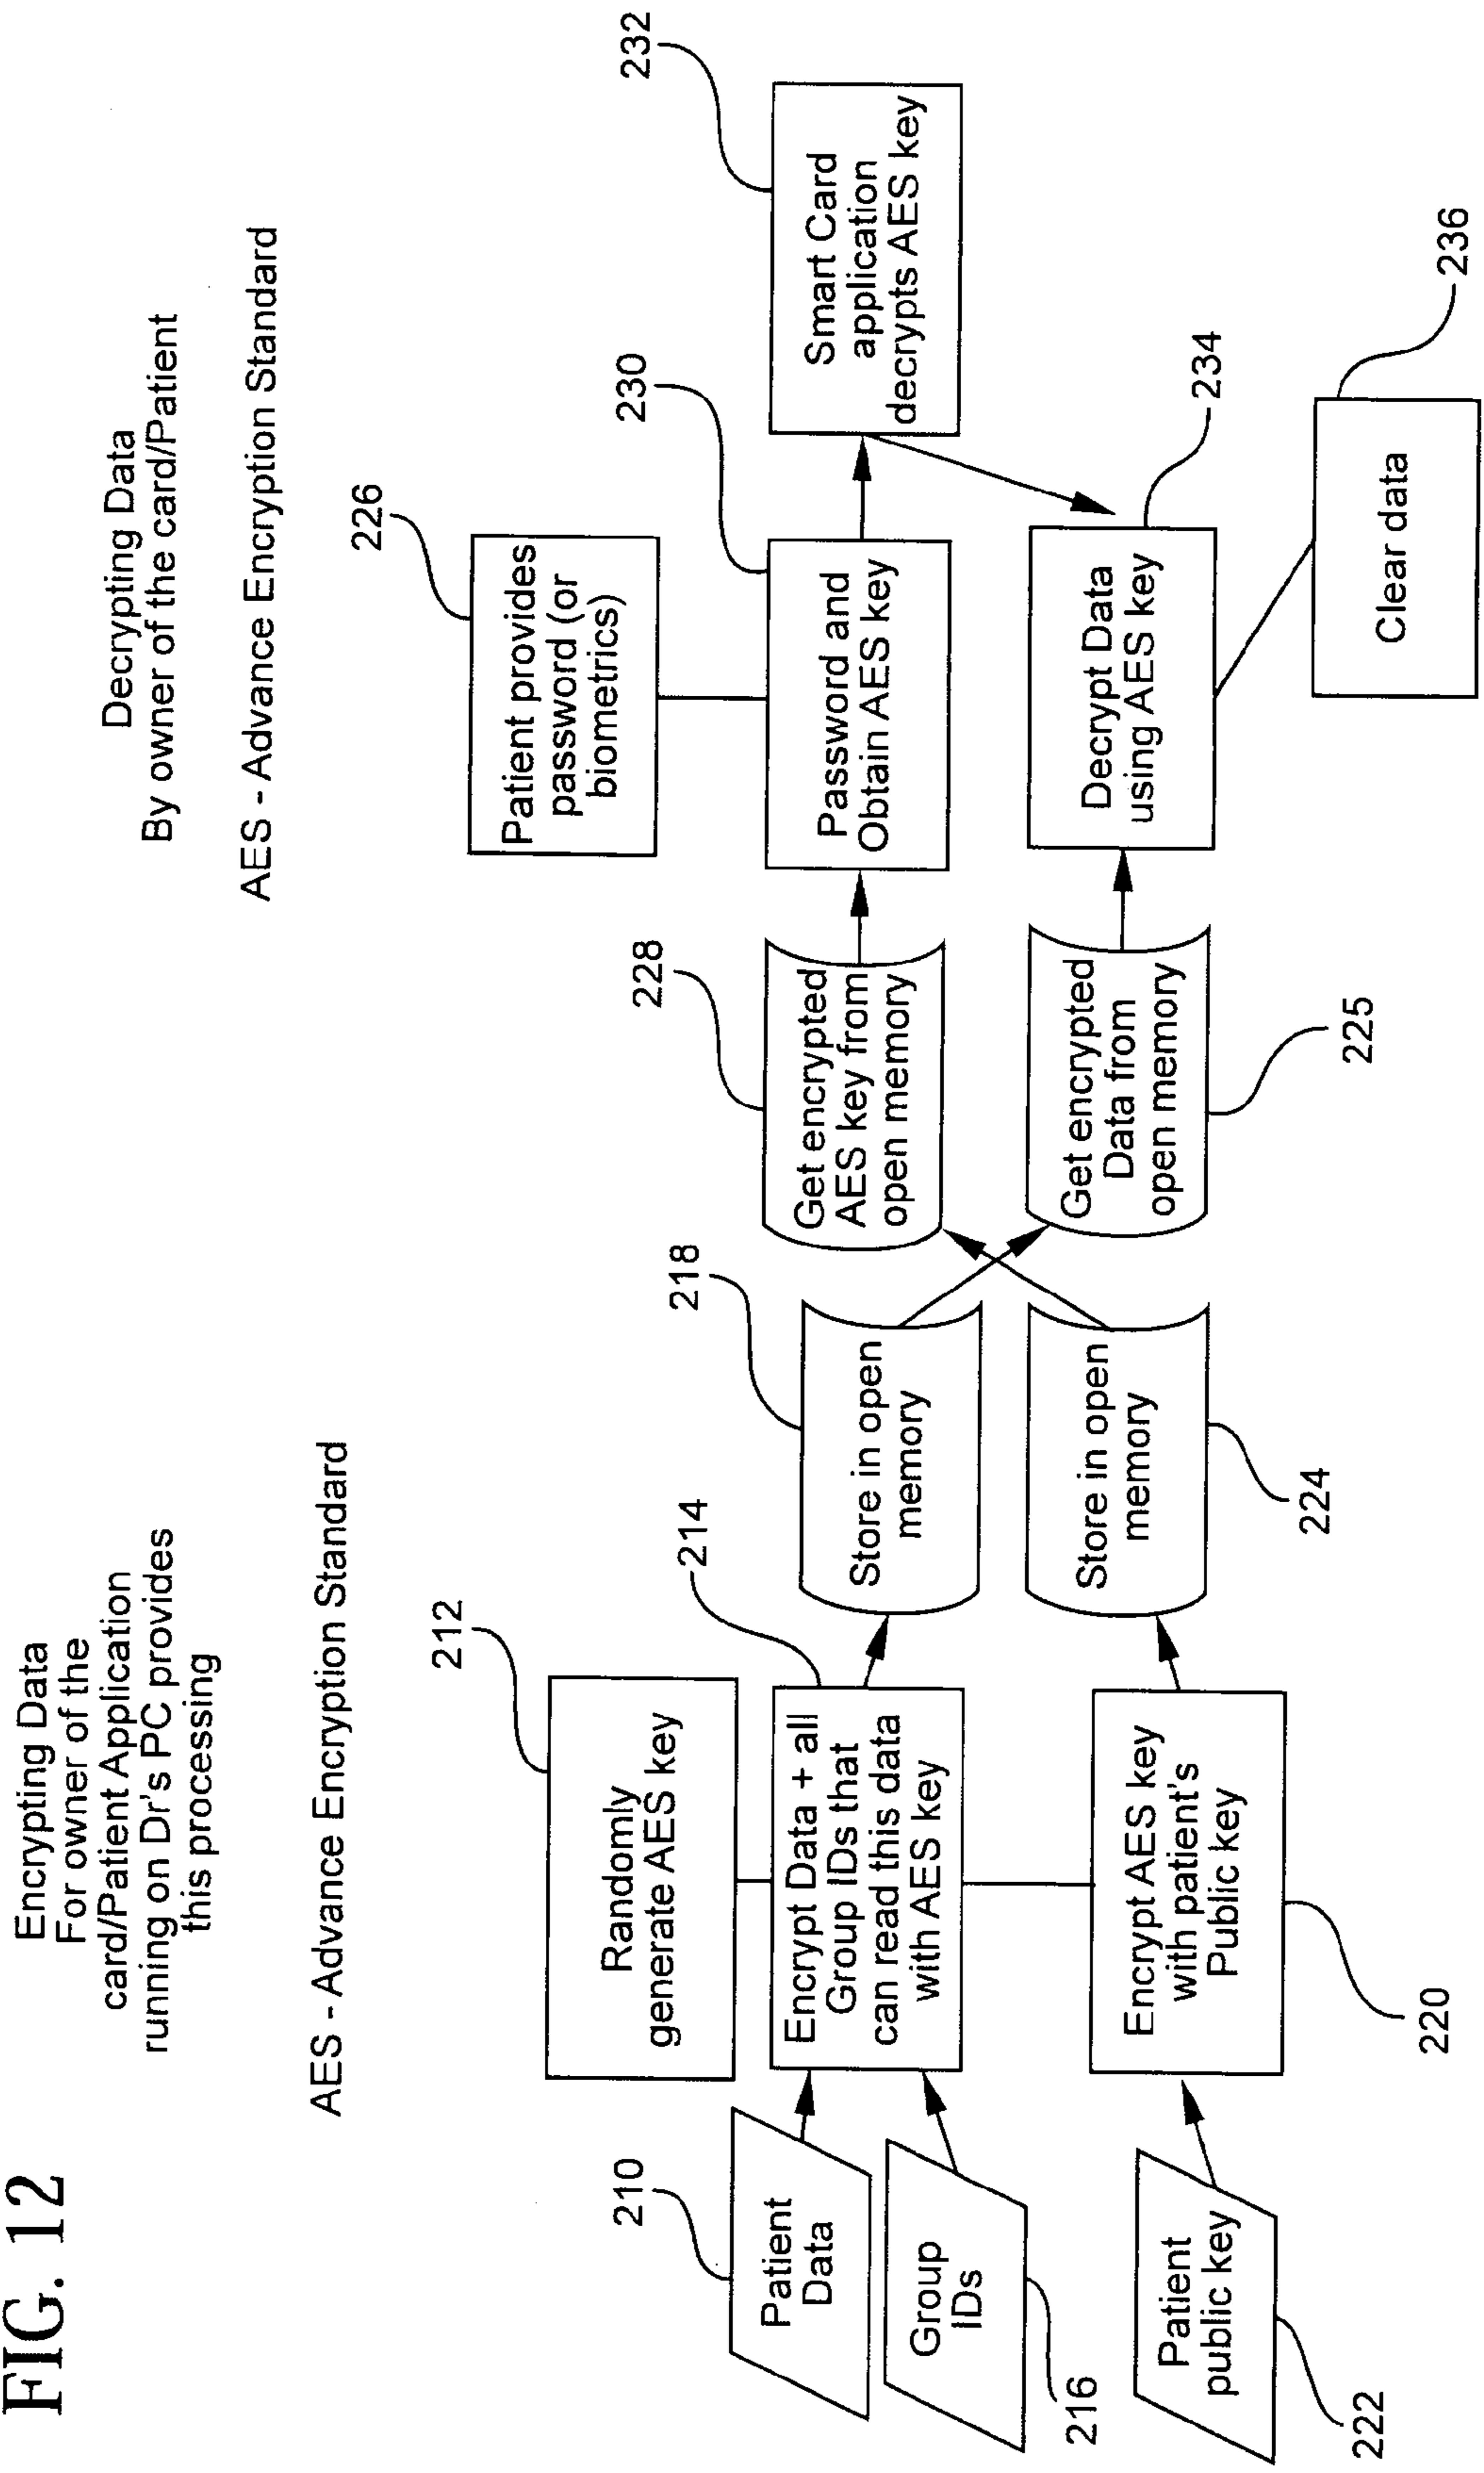 FIG. 12
Encrypting Data
For owner of the
card/Patient Application
running on Dr's PC provides
this processing
AES - Advance Encryption Standard
Decrypting Data
By owner of the card/Patient
AES - Advance Encryption Standard
210
Patient
Data
Group
IDs
216
Patient
public key
222
212
Randomly
generate AES key
214
Encrypt Data + all
Group IDs that
can read this data
with AES key
Encrypt AES key
with patient's
Public key
220
218
Store in open
memory
Store in open
memory
224
228
Get encrypted
AES key from
open memory
Get encrypted
Data from
open memory
225
226
Patient provides
password (or
biometrics)
230
Password and
Obtain AES key
232
Smart Card
application
decrypts AES key
234
Decrypt Data
using AES key
236
Clear data